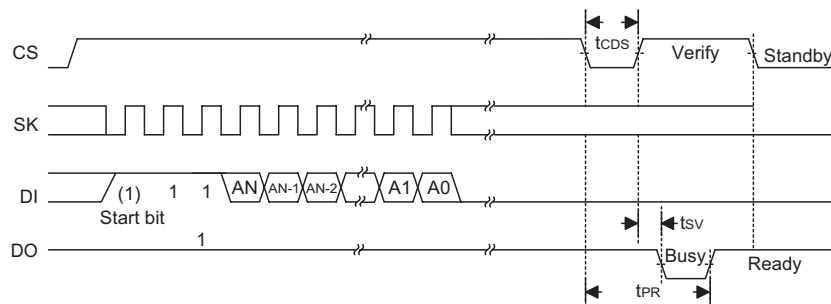 tCDS
CS
Verify
Standby
SK
DI
(1) 1 1 AN AN-1 AN-2 A1 A0
Start bit
tSV
DO
1
Busy
Ready
tPR